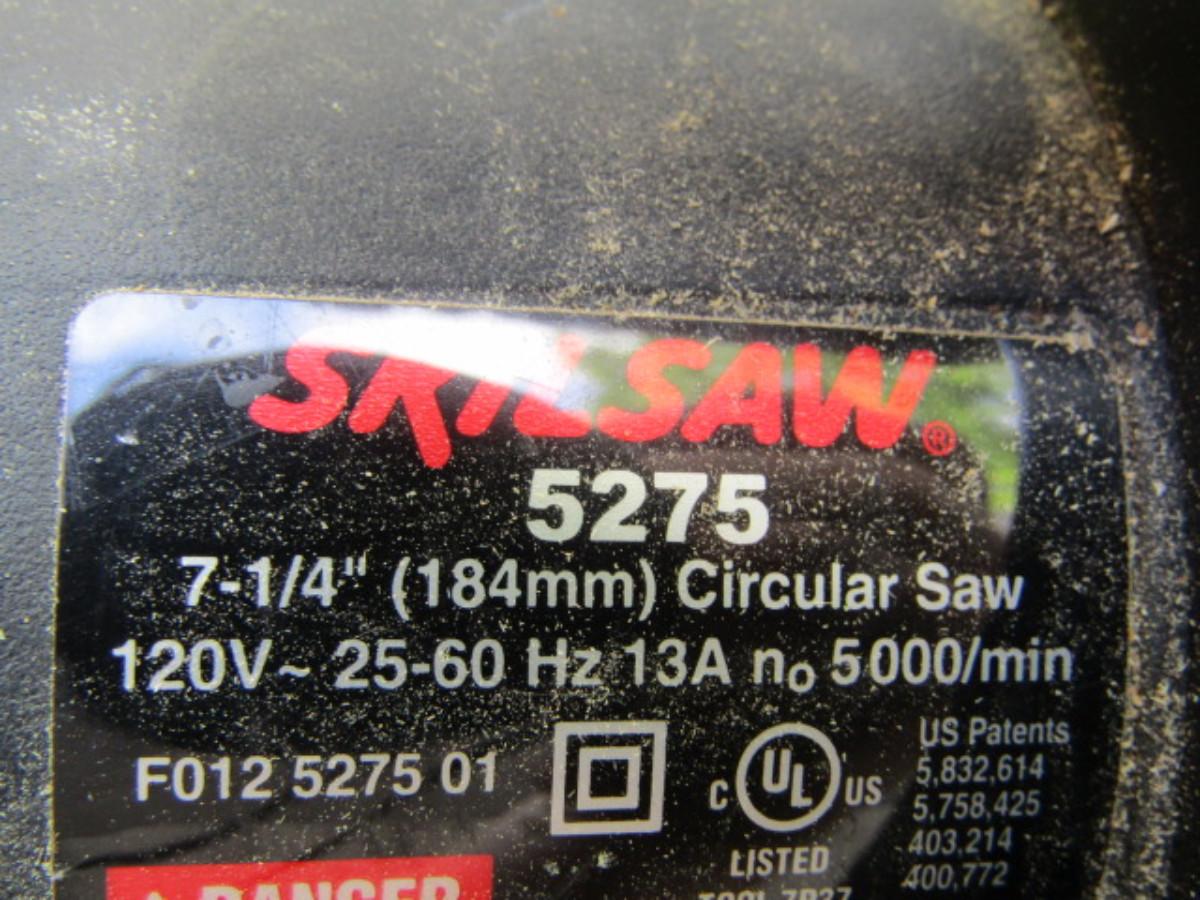 SKILSAW®
5275
7-1/4" (184mm) Circular Saw
120V~ 25-60 Hz 13A n₀ 5000/min
F012 5275 01
C UL US
LISTED
US Patents
5,832,614
5,758,425
403,214
400,772
DANGER